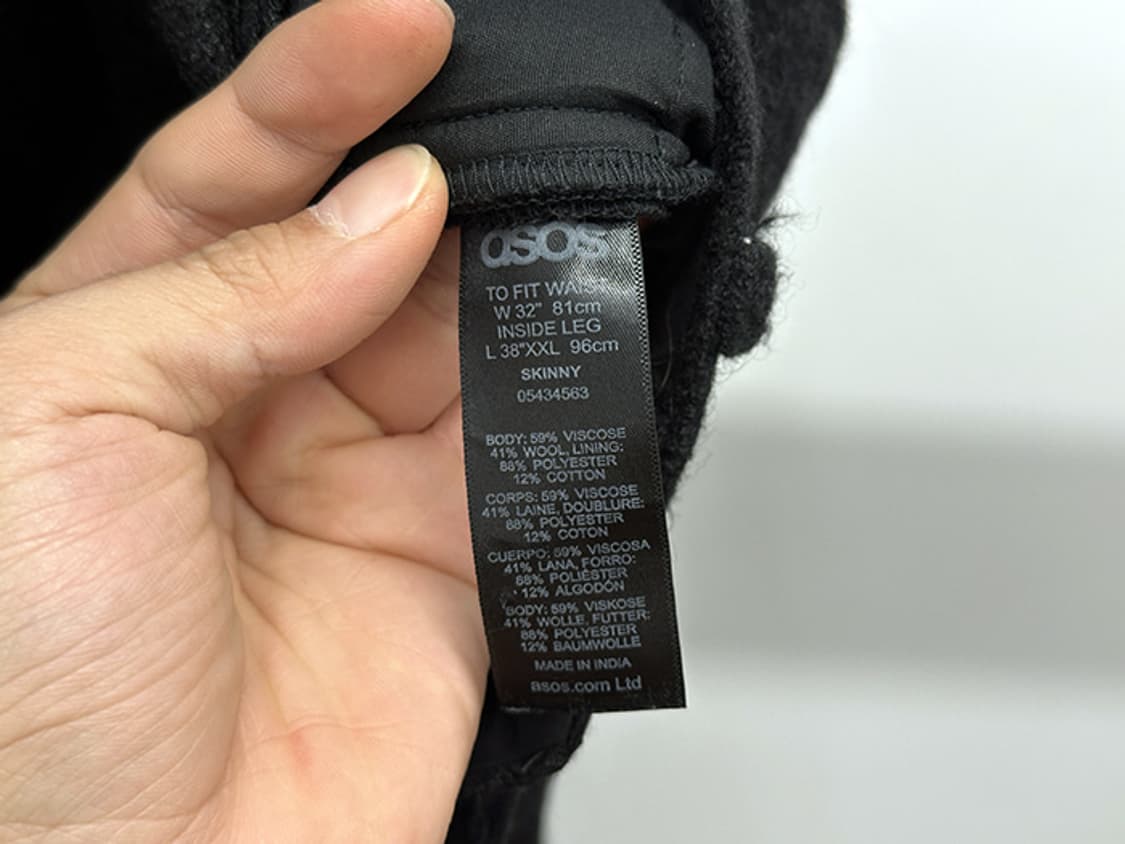 asos
TO FIT WAIST
W 32" 81cm
INSIDE LEG
L 38"XXL 96cm
SKINNY
05434563
BODY: 59% VISCOSE
41% WOOL, LINING:
88% POLYESTER
12% COTTON
CORPS: 59% VISCOSE
41% LAINE, DOUBLURE:
88% POLYESTER
12% COTON
CUERPO: 59% VISCOSA
41% LANA, FORRO:
88% POLIÉSTER
12% ALGODÓN
BODY: 59% VISKOSE
41% WOLLE, FUTTER:
88% POLYESTER
12% BAUMWOLLE
MADE IN INDIA
asos.com Ltd